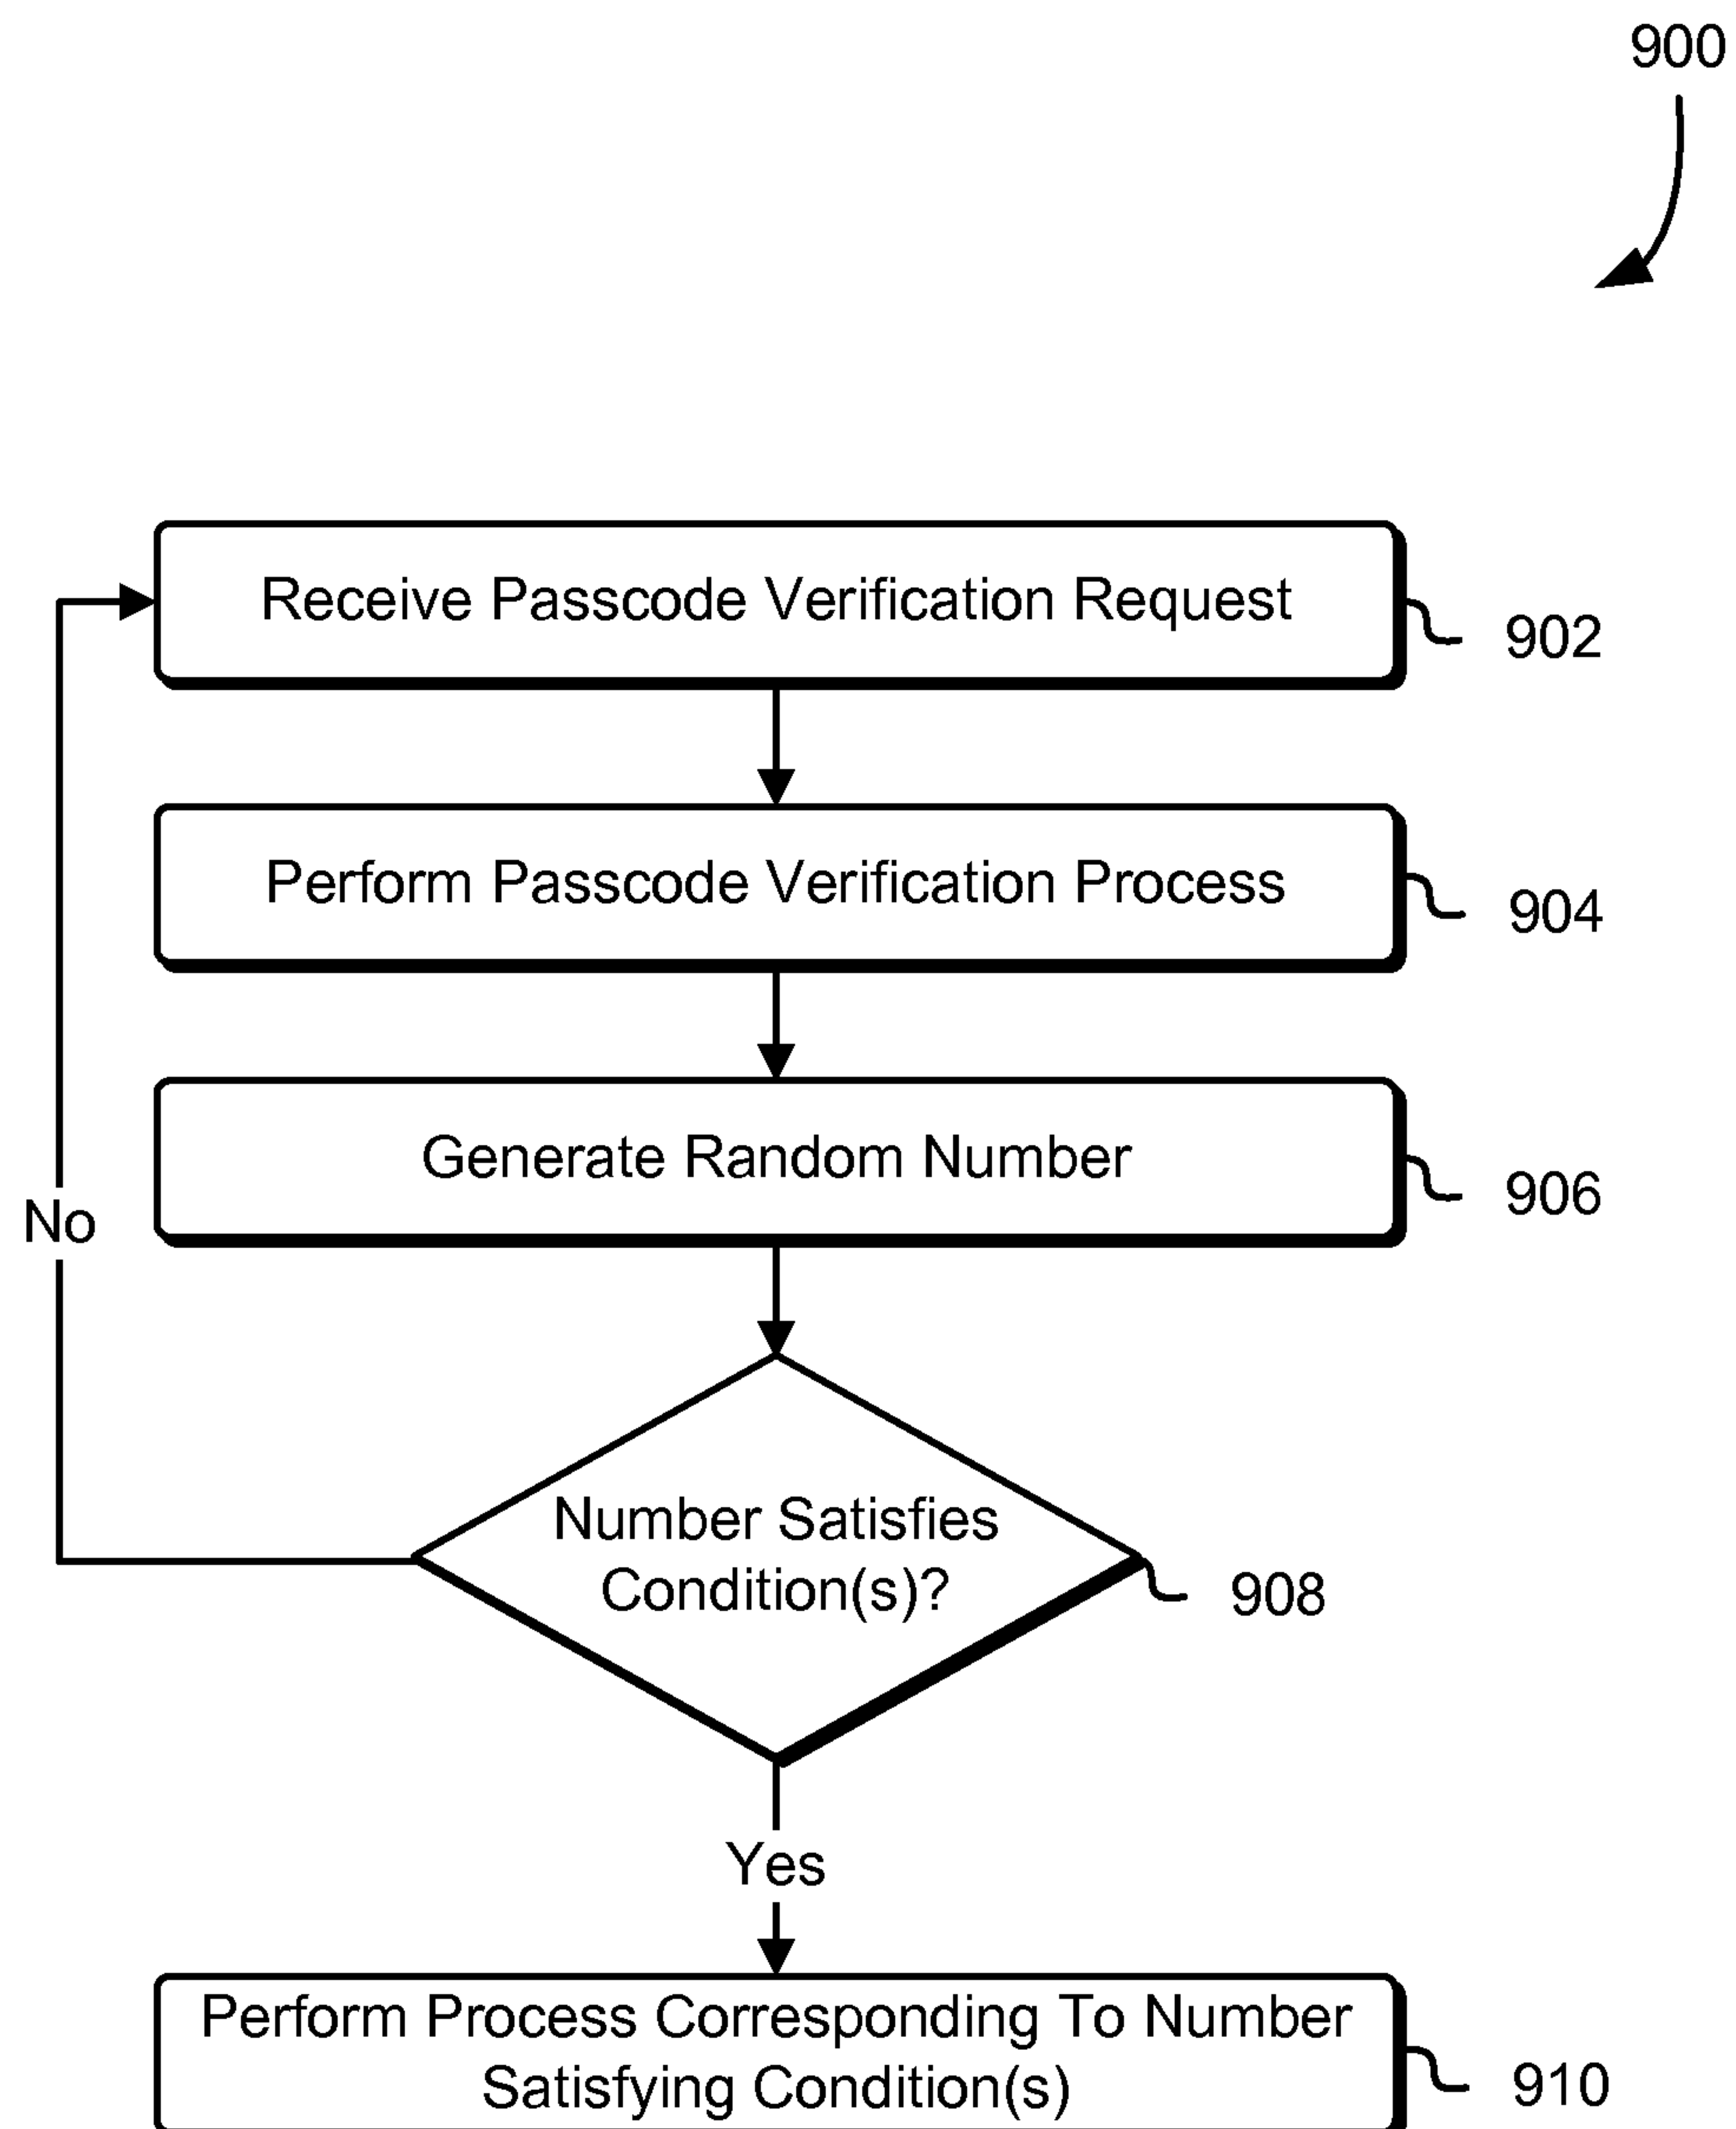 900
Receive Passcode Verification Request
902
Perform Passcode Verification Process
904
Generate Random Number
906
No
Number Satisfies
Condition(s)?
908
Yes
Perform Process Corresponding To Number
Satisfying Condition(s)
910